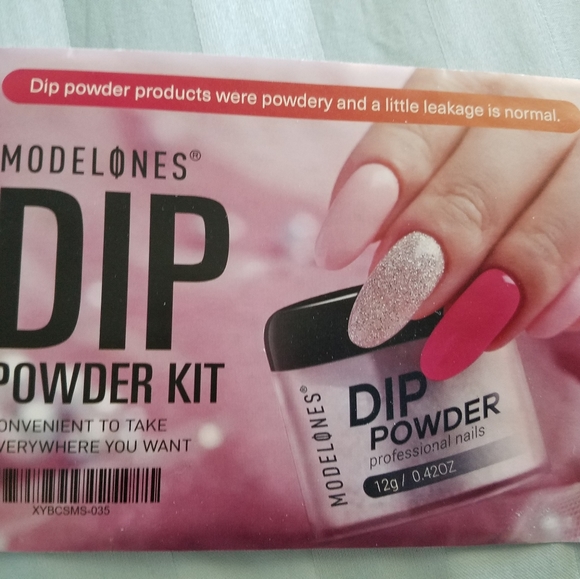 Dip powder products were powdery and a little leakage is normal.
MODELONES®
DIP
POWDER KIT
ONVENIENT TO TAKE
VERYWHERE YOU WANT
XYBCSMS-035
MODELONES®
DIP
POWDER
professional nails
12g / 0.42OZ